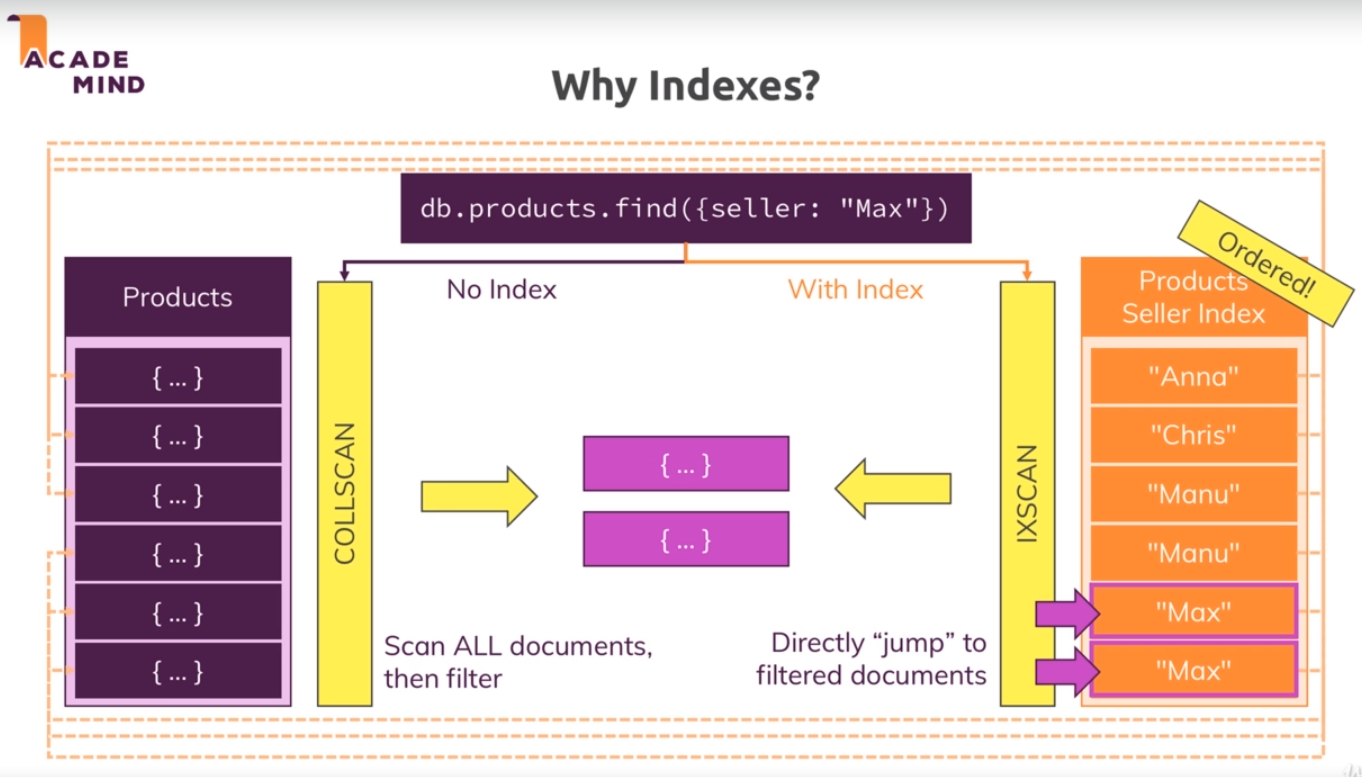 ACADE
MIND
Why Indexes?
db.products.find({seller: "Max"})
No Index
With Index
Ordered!
Products
{ ... }
{ ... }
{ ... }
{ ... }
{ ... }
{ ... }
COLLSCAN
Scan ALL documents,
then filter
{ ... }
{ ... }
Directly “jump” to
filtered documents
IXSCAN
Products
Seller Index
"Anna"
"Chris"
"Manu"
"Manu"
"Max"
"Max"